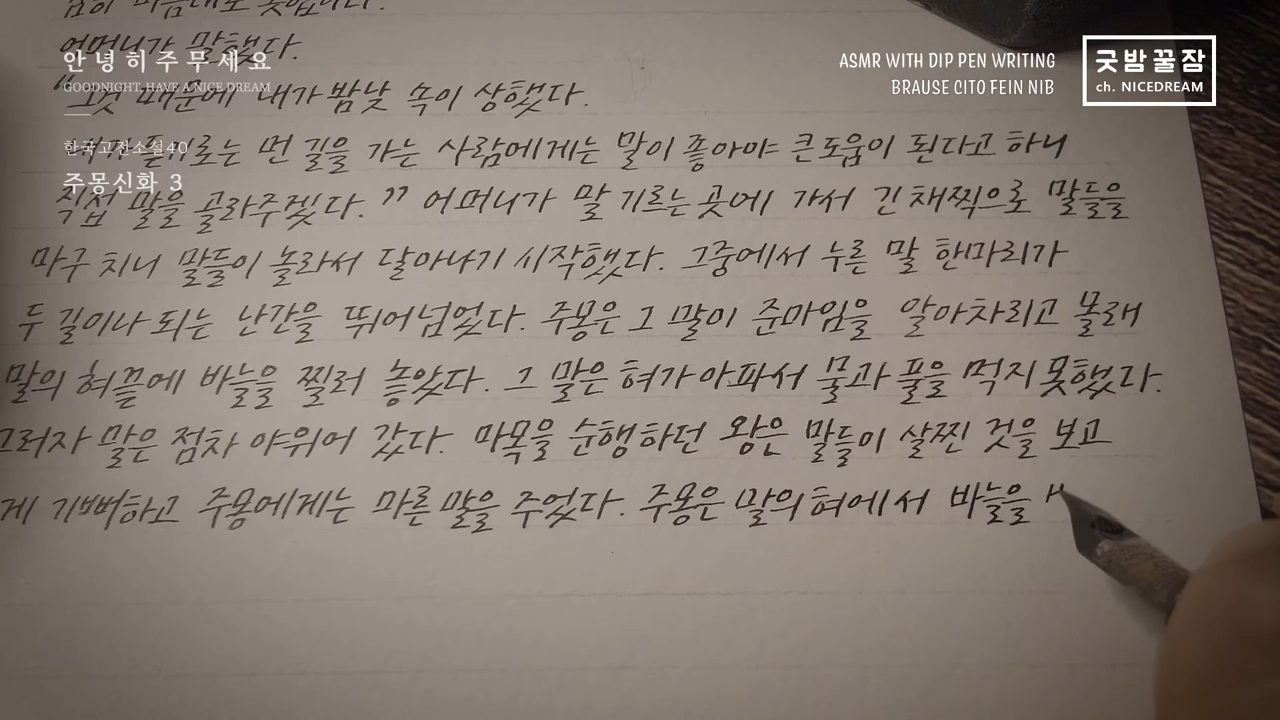 안녕히주무세요
GOODNIGHT, HAVE A NICE DREAM
한국고전소설40
주몽신화 3
ASMR WITH DIP PEN WRITING
BRAUSE CITO FEIN NIB
굿밤꿀잠
ch. NICEDREAM
어머니가 말했다.
"그것 때문에 내가 밤낮 속이 상했다.
먼 길을 가는 사람에게는 말이 좋아야 큰 도움이 된다고 하니
직접 말을 골라주겠다." 어머니가 말 기르는 곳에 가서 긴 채찍으로 말들을
마구 치니 말들이 놀라서 달아나기 시작했다. 그중에서 누른 말 한마리가
두 길이나 되는 난간을 뛰어넘었다. 주몽은 그 말이 준마임을 알아차리고 몰래
말의 혀끝에 바늘을 찔러 놓았다. 그 말은 혀가 아파서 물과 풀을 먹지 못했다.
그러자 말은 점차 야위어 갔다. 마목을 순행하던 왕은 말들이 살찐 것을 보고
게 기뻐하고 주몽에게는 마른 말을 주었다. 주몽은 말의 혀에서 바늘을